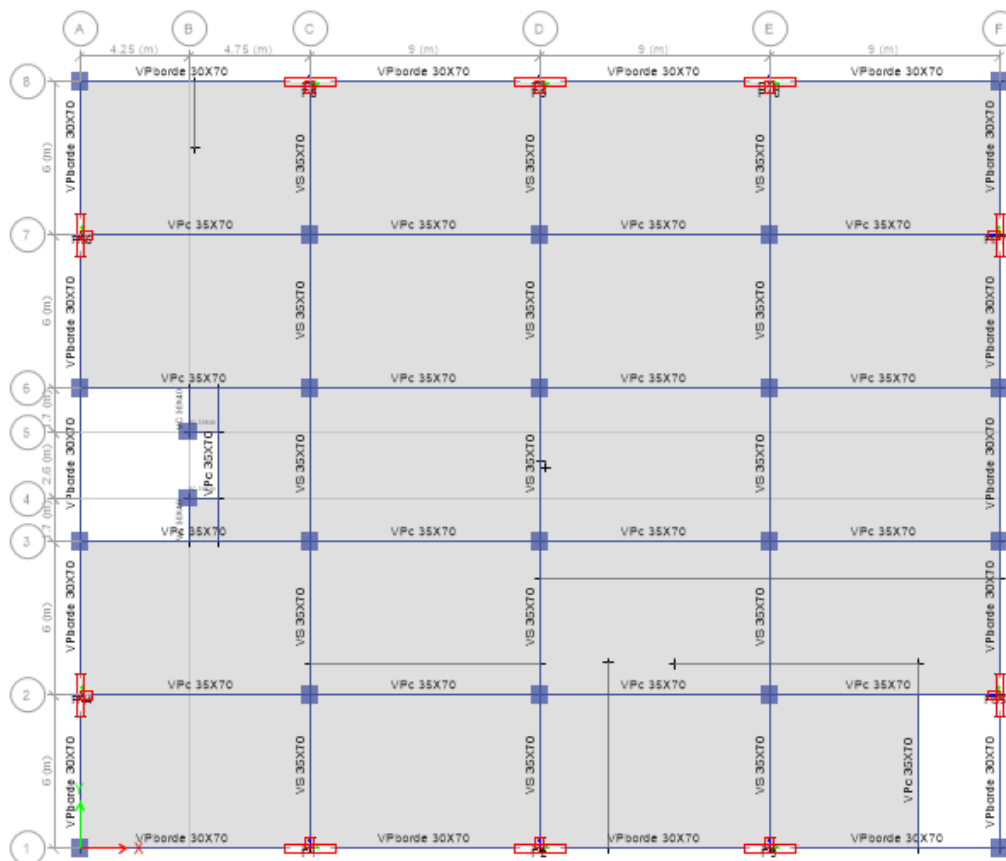 A B C D E F
4.25 (m) 4.75 (m) 9 (m) 9 (m) 9 (m)
VPborde 30X70 VPborde 30X70 VPborde 30X70 VPborde 30X70
8
VPborde 30X70 VS 35X70 VS 35X70 VS 35X70 VPborde 30X70
6 (m)
VPc 35X70 VPc 35X70 VPc 35X70 VPc 35X70
7
VPborde 30X70 VS 35X70 VS 35X70 VS 35X70 VPborde 30X70
6 (m)
VPc 35X70 VPc 35X70 VPc 35X70 VPc 35X70
6
5
VPborde 30X70 VPc 35X70 VS 35X70 VS 35X70 VS 35X70 VPborde 30X70
2.6 (m)
4
VPc 35X70 VPc 35X70 VPc 35X70 VPc 35X70
3
VPborde 30X70 VS 35X70 VS 35X70 VS 35X70 VPborde 30X70
6 (m)
VPc 35X70 VPc 35X70 VPc 35X70 VPc 35X70
2
VPborde 30X70 VS 35X70 VS 35X70 VS 35X70 VPc 35X70 VPborde 30X70
6 (m)
Y
VPborde 30X70 VPborde 30X70 VPborde 30X70 VPborde 30X70
1 X